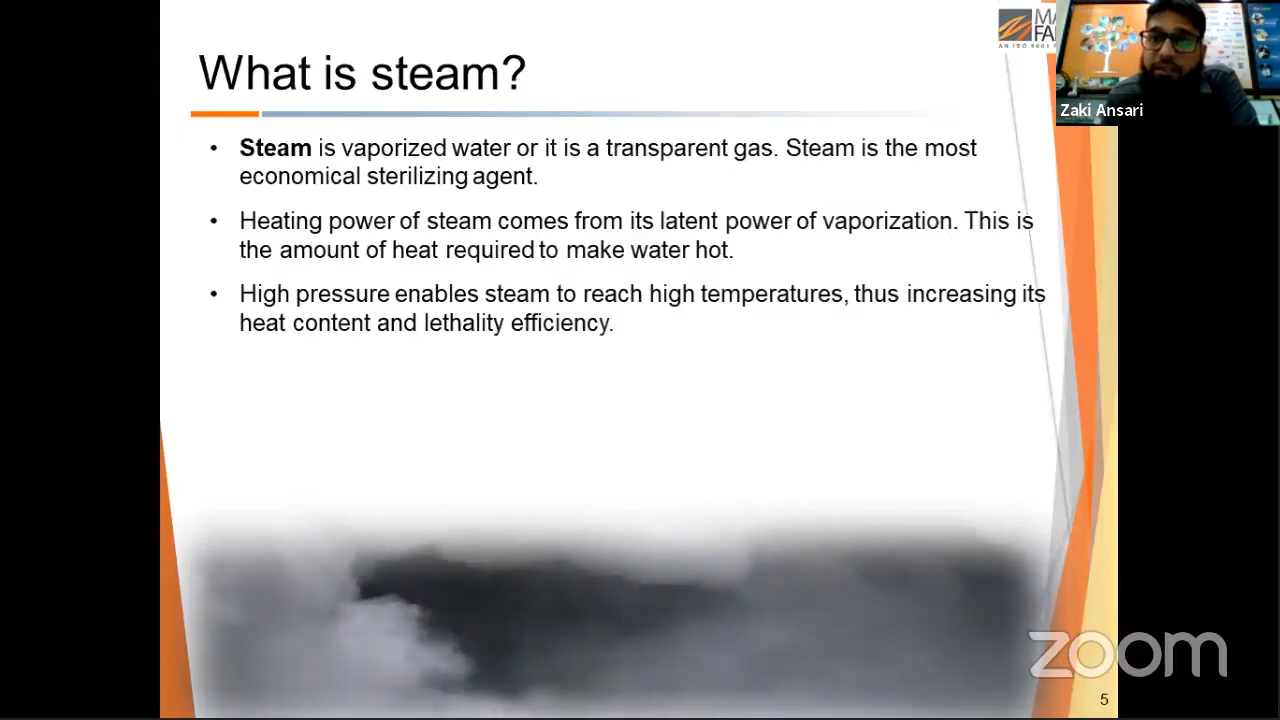 What is steam?
Zaki Ansari
• Steam is vaporized water or it is a transparent gas. Steam is the most
economical sterilizing agent.
• Heating power of steam comes from its latent power of vaporization. This is
the amount of heat required to make water hot.
• High pressure enables steam to reach high temperatures, thus increasing its
heat content and lethality efficiency.
zoom
5